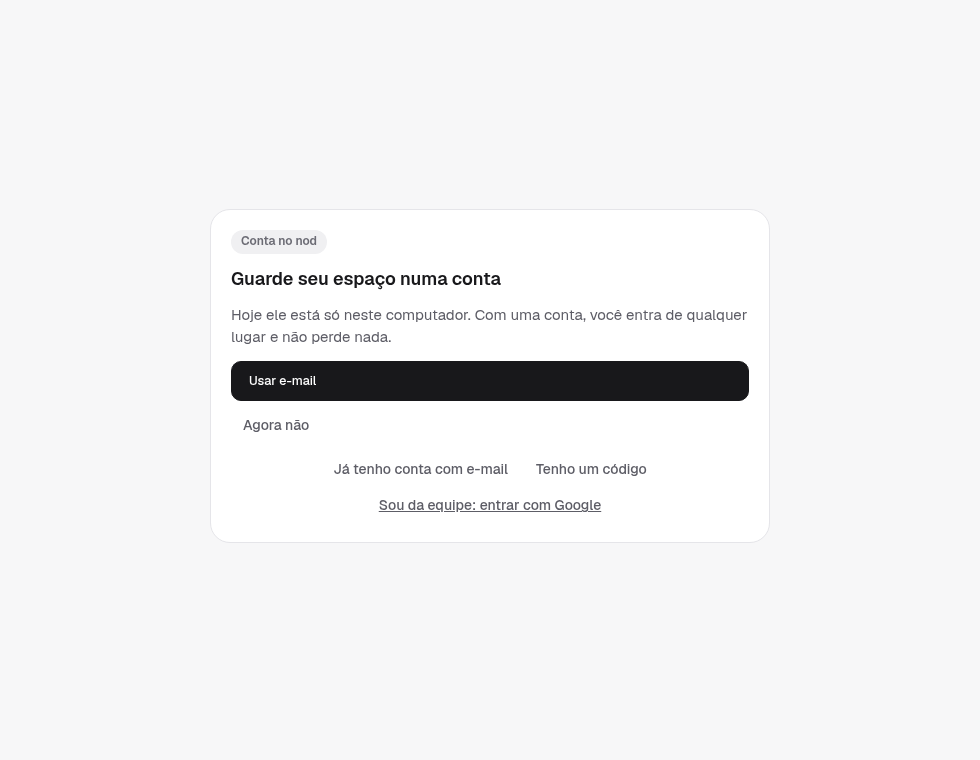 Conta no nod
Guarde seu espaço numa conta
Hoje ele está só neste computador. Com uma conta, você entra de qualquer
lugar e não perde nada.
Usar e-mail
Agora não
Já tenho conta com e-mail Tenho um código
Sou da equipe: entrar com Google